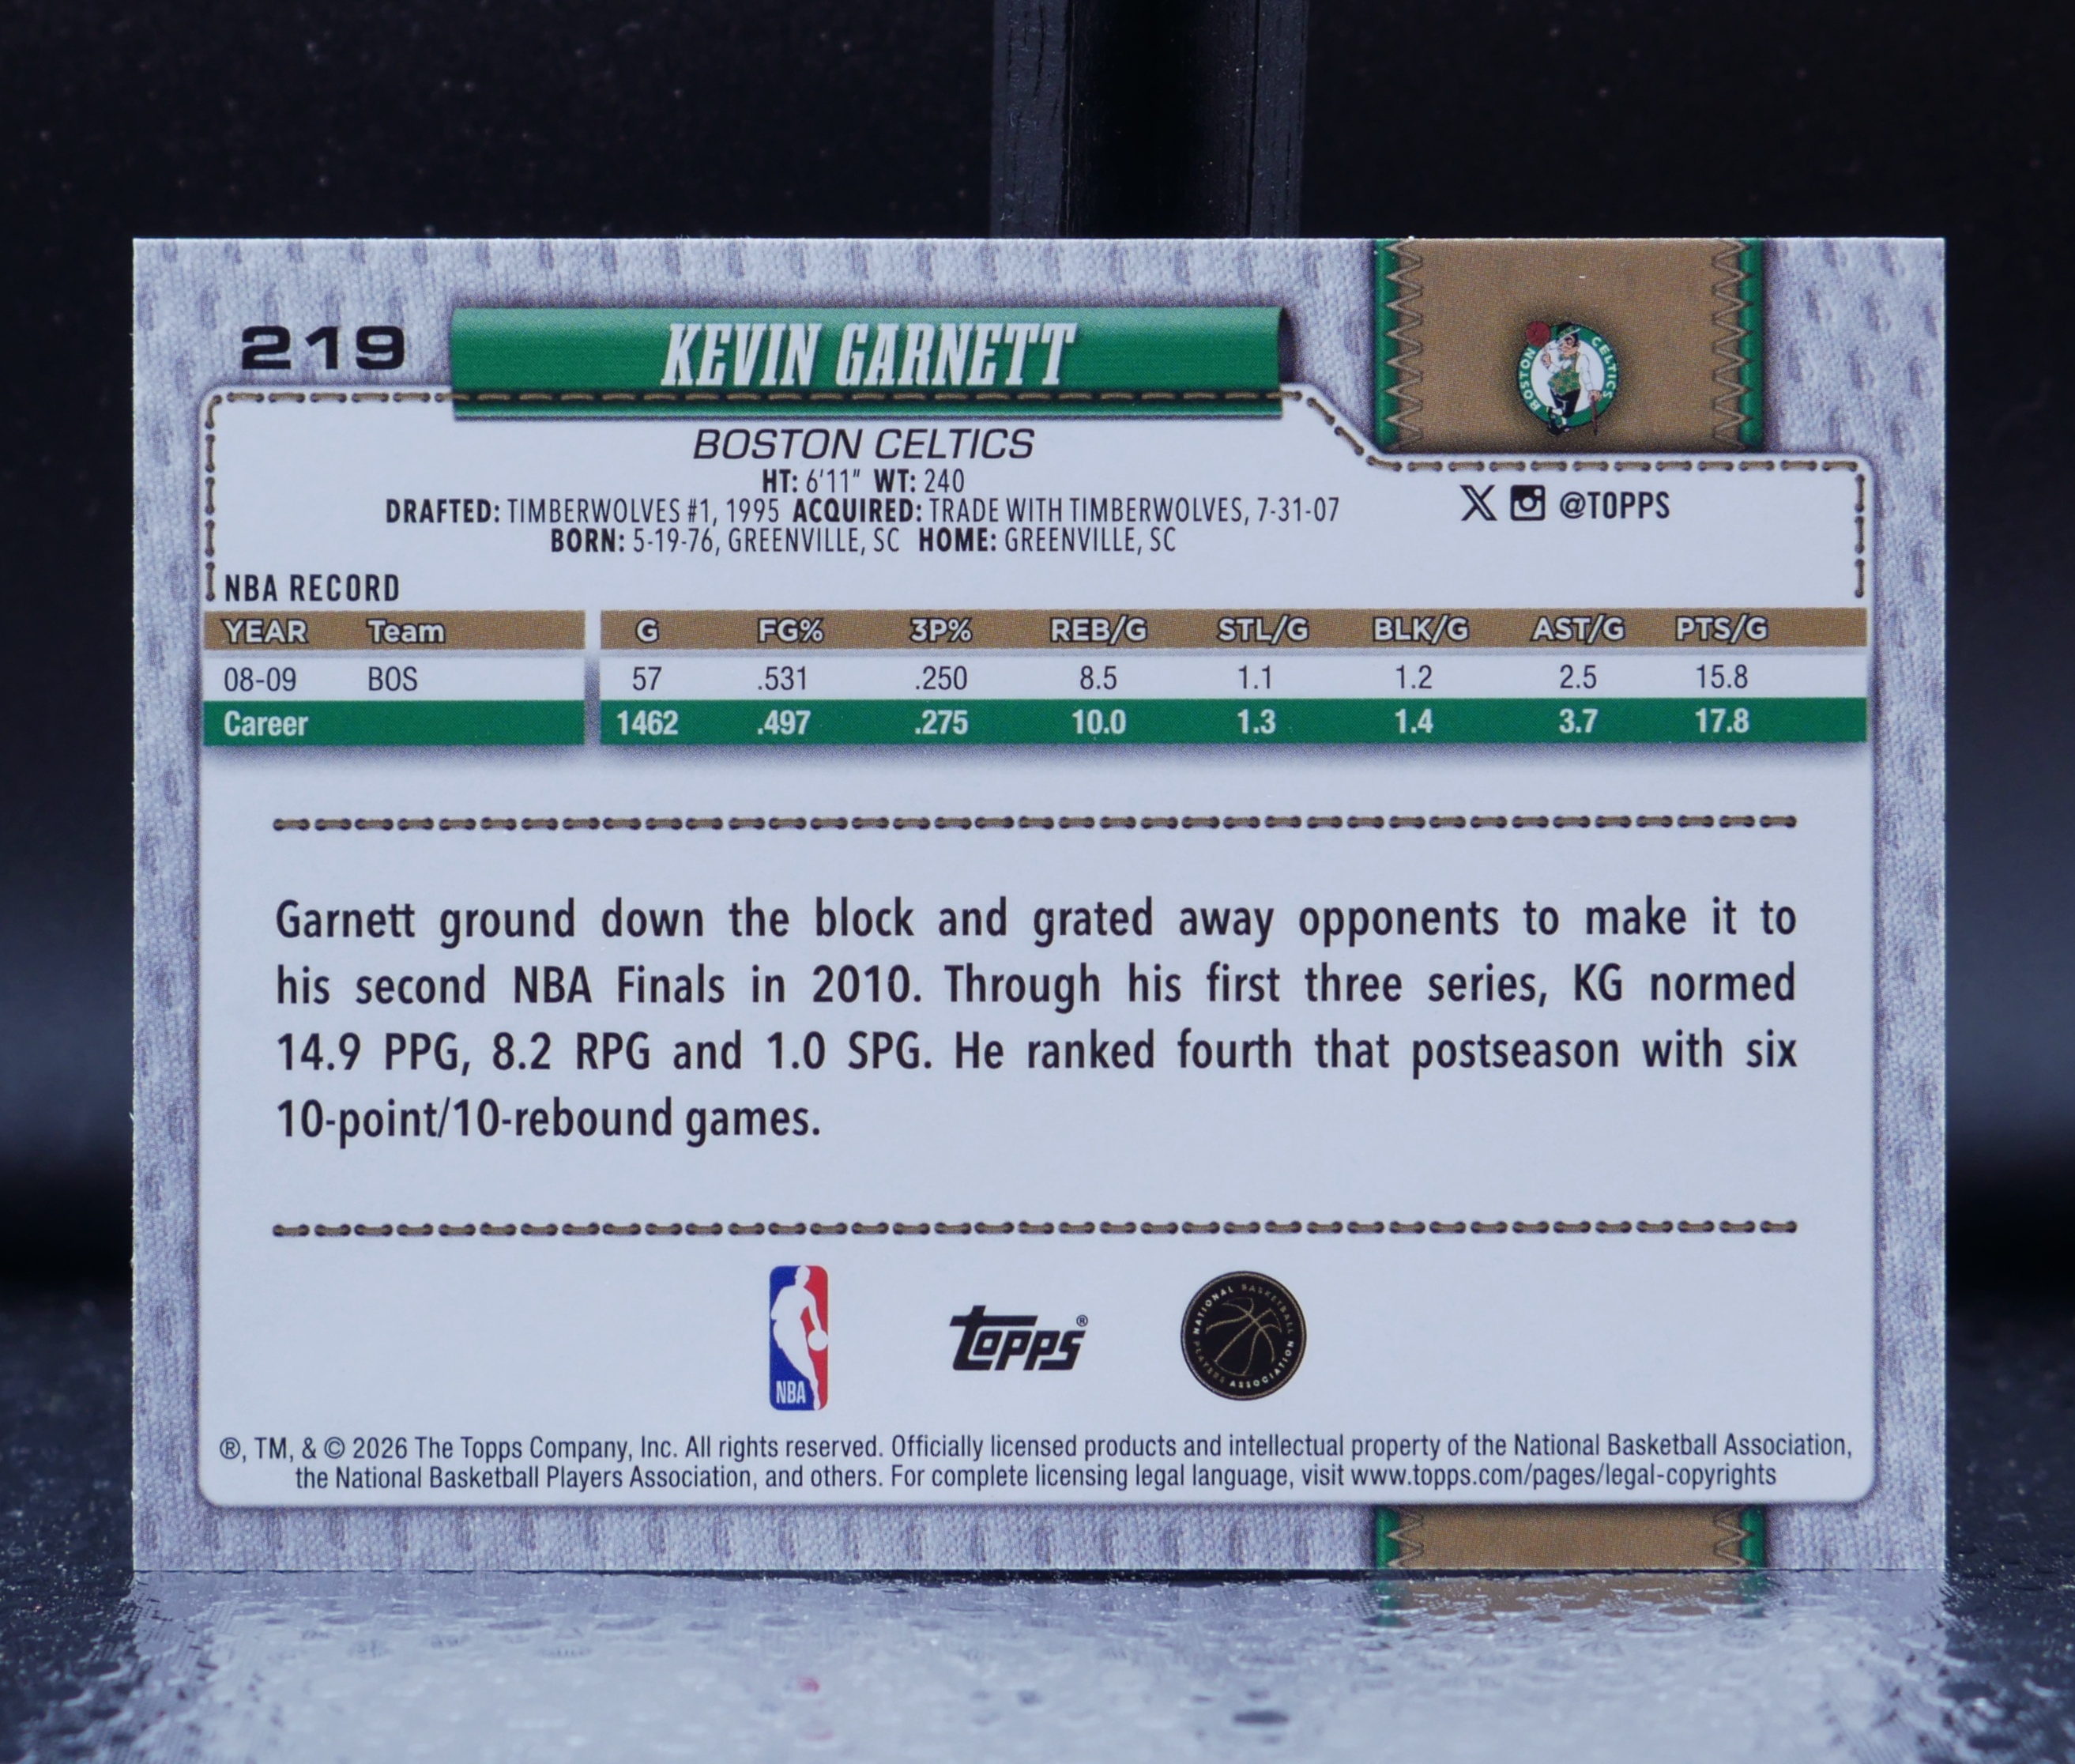 219
KEVIN GARNETT
BOSTON CELTICS
BOSTON CELTICS
HT: 6'11" WT: 240
DRAFTED: TIMBERWOLVES #1, 1995 ACQUIRED: TRADE WITH TIMBERWOLVES, 7-31-07
BORN: 5-19-76, GREENVILLE, SC HOME: GREENVILLE, SC
@TOPPS
NBA RECORD
YEAR Team G FG% 3P% REB/G STL/G BLK/G AST/G PTS/G
08-09 BOS 57 .531 .250 8.5 1.1 1.2 2.5 15.8
Career 1462 .497 .275 10.0 1.3 1.4 3.7 17.8
Garnett ground down the block and grated away opponents to make it to
his second NBA Finals in 2010. Through his first three series, KG normed
14.9 PPG, 8.2 RPG and 1.0 SPG. He ranked fourth that postseason with six
10-point/10-rebound games.
NBA
Topps®
NATIONAL BASKETBALL PLAYERS ASSOCIATION
®, TM, & © 2026 The Topps Company, Inc. All rights reserved. Officially licensed products and intellectual property of the National Basketball Association,
the National Basketball Players Association, and others. For complete licensing legal language, visit www.topps.com/pages/legal-copyrights